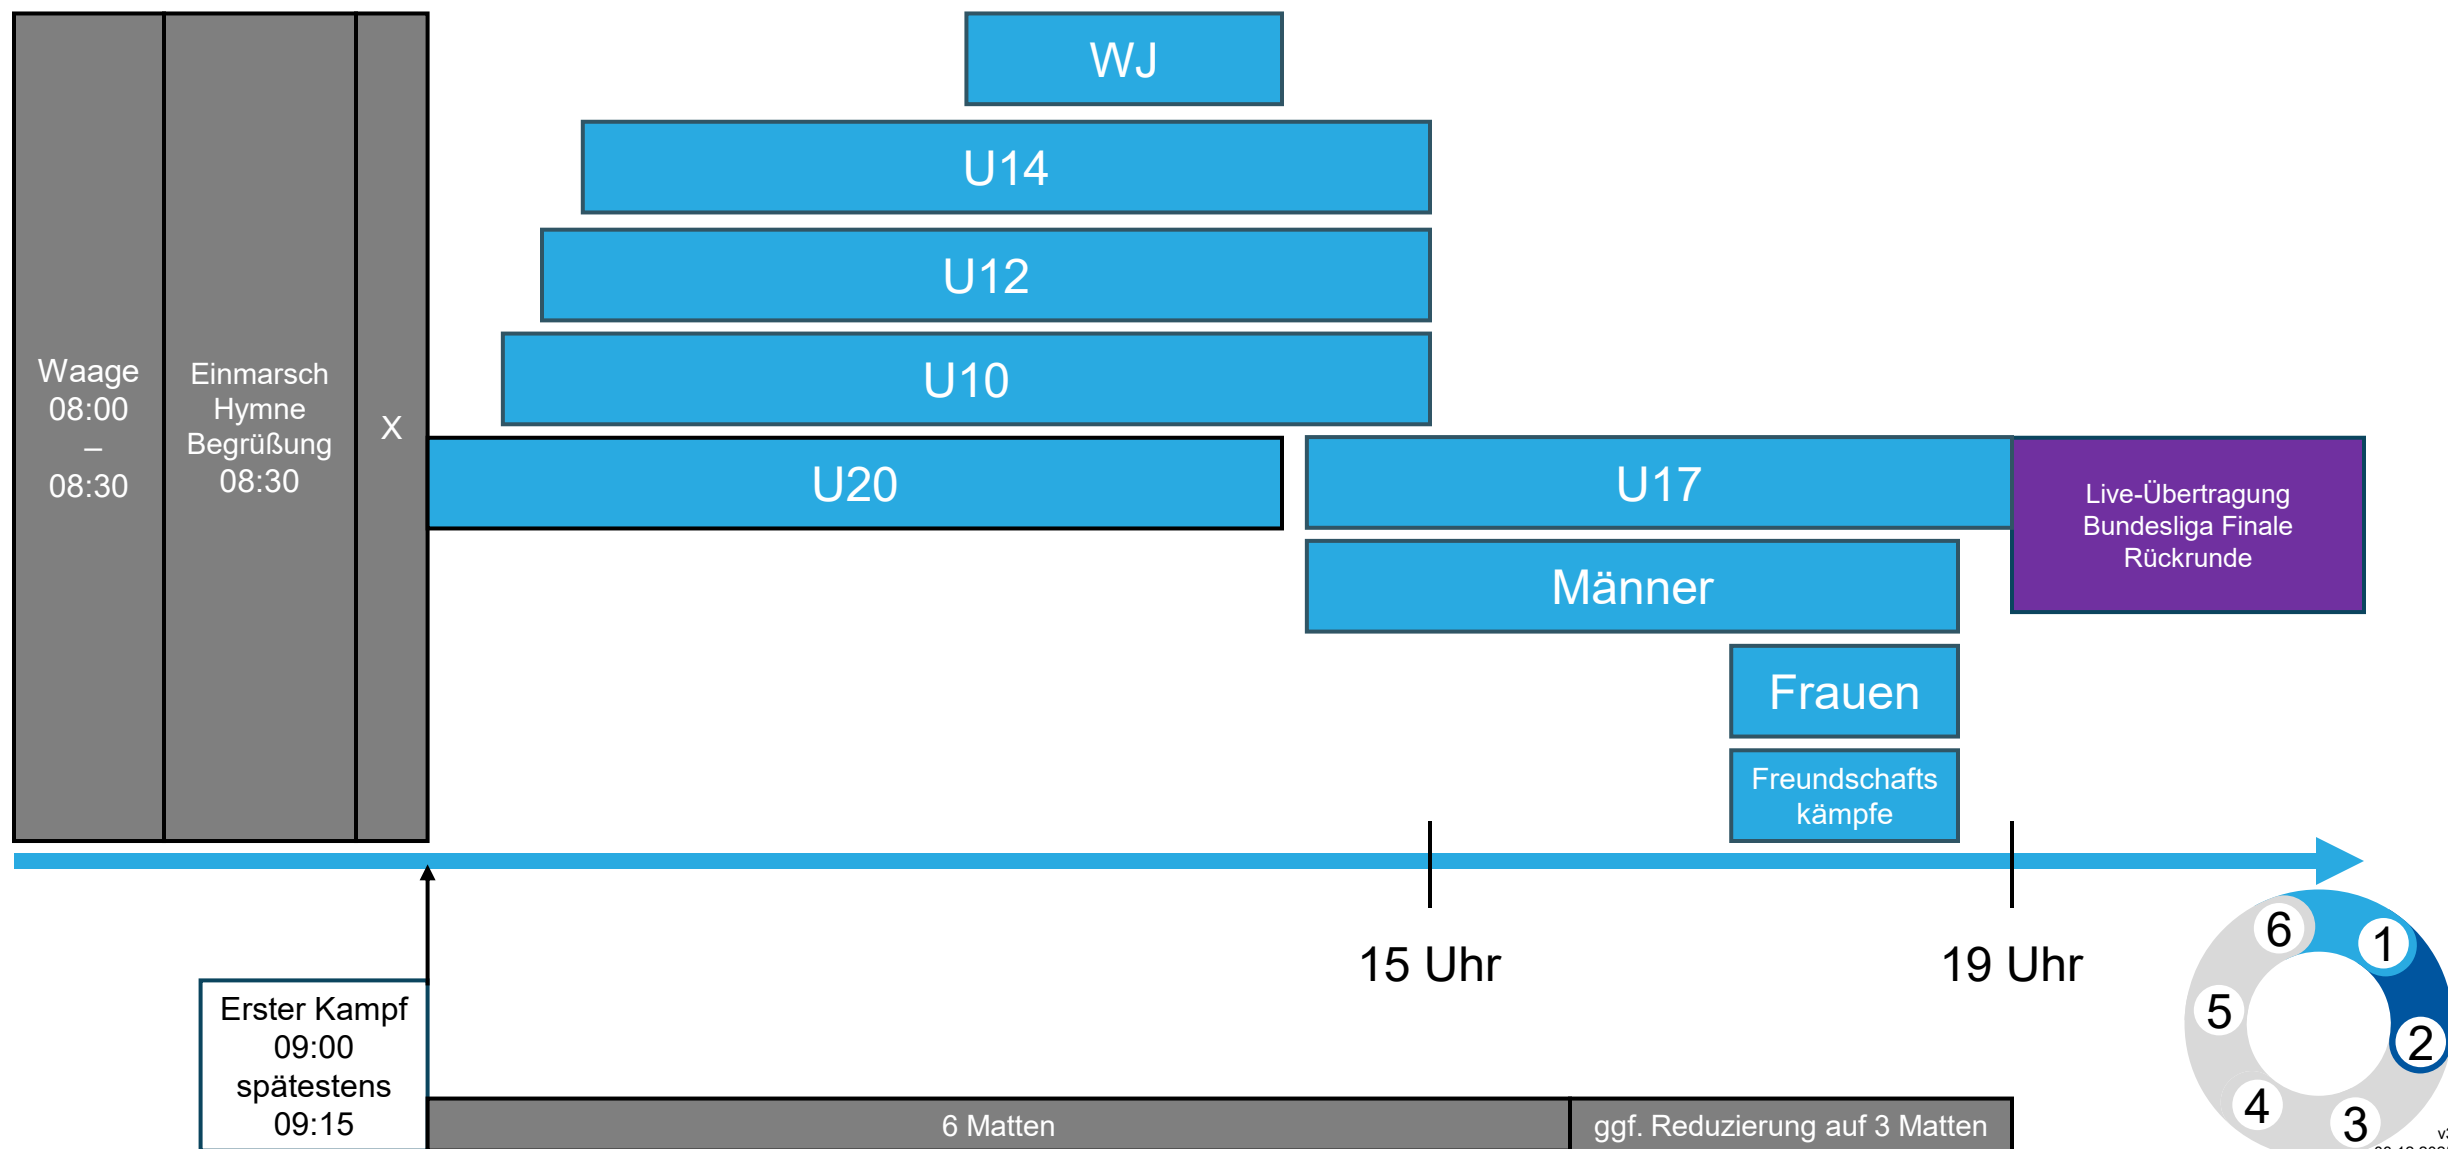 WJ
U14
U12
U10
Waage
08:00
–
08:30
Einmarsch
Hymne
Begrüßung
08:30
X
U20
U17
Live-Übertragung
Bundesliga Finale
Rückrunde
Männer
Frauen
Freundschafts
kämpfe
15 Uhr
19 Uhr
Erster Kampf
09:00
spätestens
09:15
6 Matten
ggf. Reduzierung auf 3 Matten
1
2
3
4
5
6